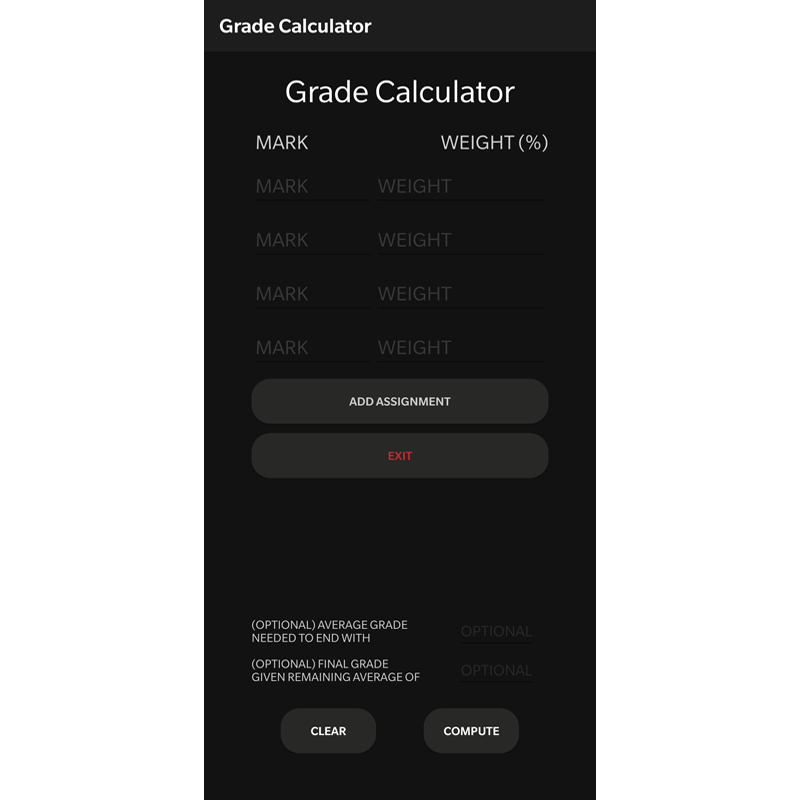 Grade Calculator
Grade Calculator
MARK WEIGHT (%)
MARK WEIGHT
MARK WEIGHT
MARK WEIGHT
MARK WEIGHT
ADD ASSIGNMENT
EXIT
(OPTIONAL) AVERAGE GRADE
NEEDED TO END WITH
OPTIONAL
(OPTIONAL) FINAL GRADE
GIVEN REMAINING AVERAGE OF
OPTIONAL
CLEAR COMPUTE